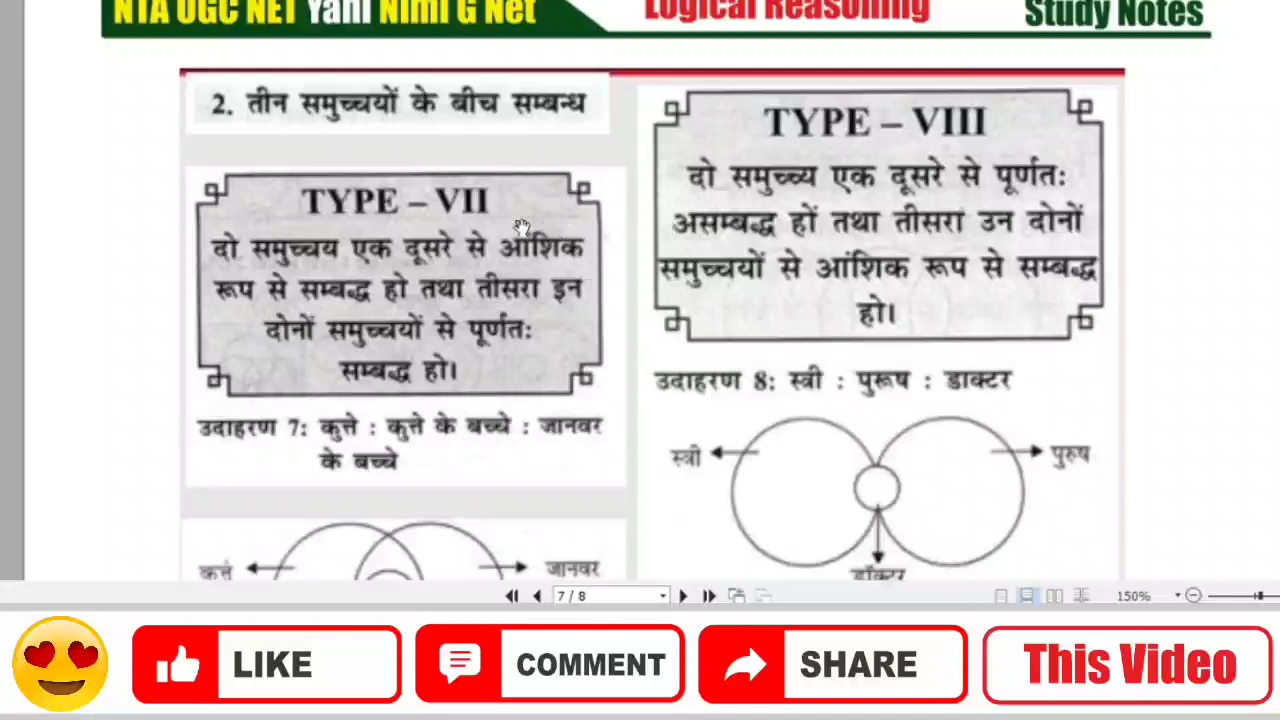 NTA UGC NET Yani Nimi G Net
Logical Reasoning
Study Notes
2. तीन समुच्चयों के बीच सम्बन्ध
TYPE – VII
दो समुच्चय एक दूसरे से आंशिक
रूप से सम्बद्ध हो तथा तीसरा इन
दोनों समुच्चयों से पूर्णतः
सम्बद्ध हो।
उदाहरण 7: कुत्ते : कुत्ते के बच्चे : जानवर
के बच्चे
कुत्ते
जानवर
TYPE – VIII
दो समुच्च्य एक दूसरे से पूर्णतः
असम्बद्ध हों तथा तीसरा उन दोनों
समुच्चयों से आंशिक रूप से सम्बद्ध
हो।
उदाहरण 8: स्त्री : पुरूष : डाक्टर
स्त्री
पुरुष
डॉक्टर
7 / 8
150%
LIKE
COMMENT
SHARE
This Video